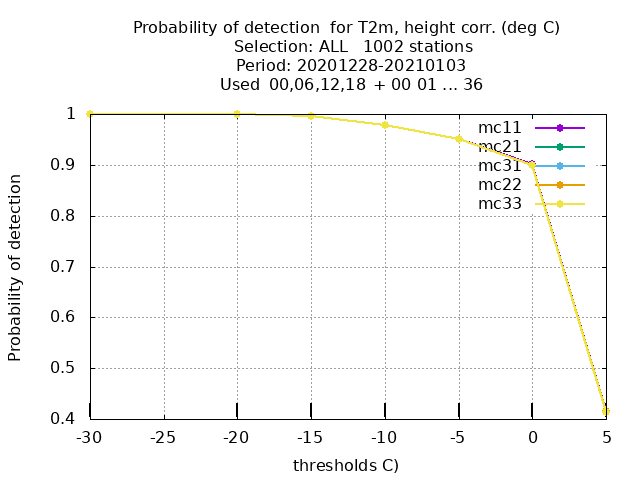 Probability of detection  for T2m, height corr. (deg C)
Selection: ALL   1002 stations
Period: 20201228-20210103
Used  00,06,12,18  + 00 01 ... 36
Probability of detection
1
0.9
0.8
0.7
0.6
0.5
0.4
mc11
mc21
mc31
mc22
mc33
-30 -25 -20 -15 -10 -5 0 5
thresholds C)